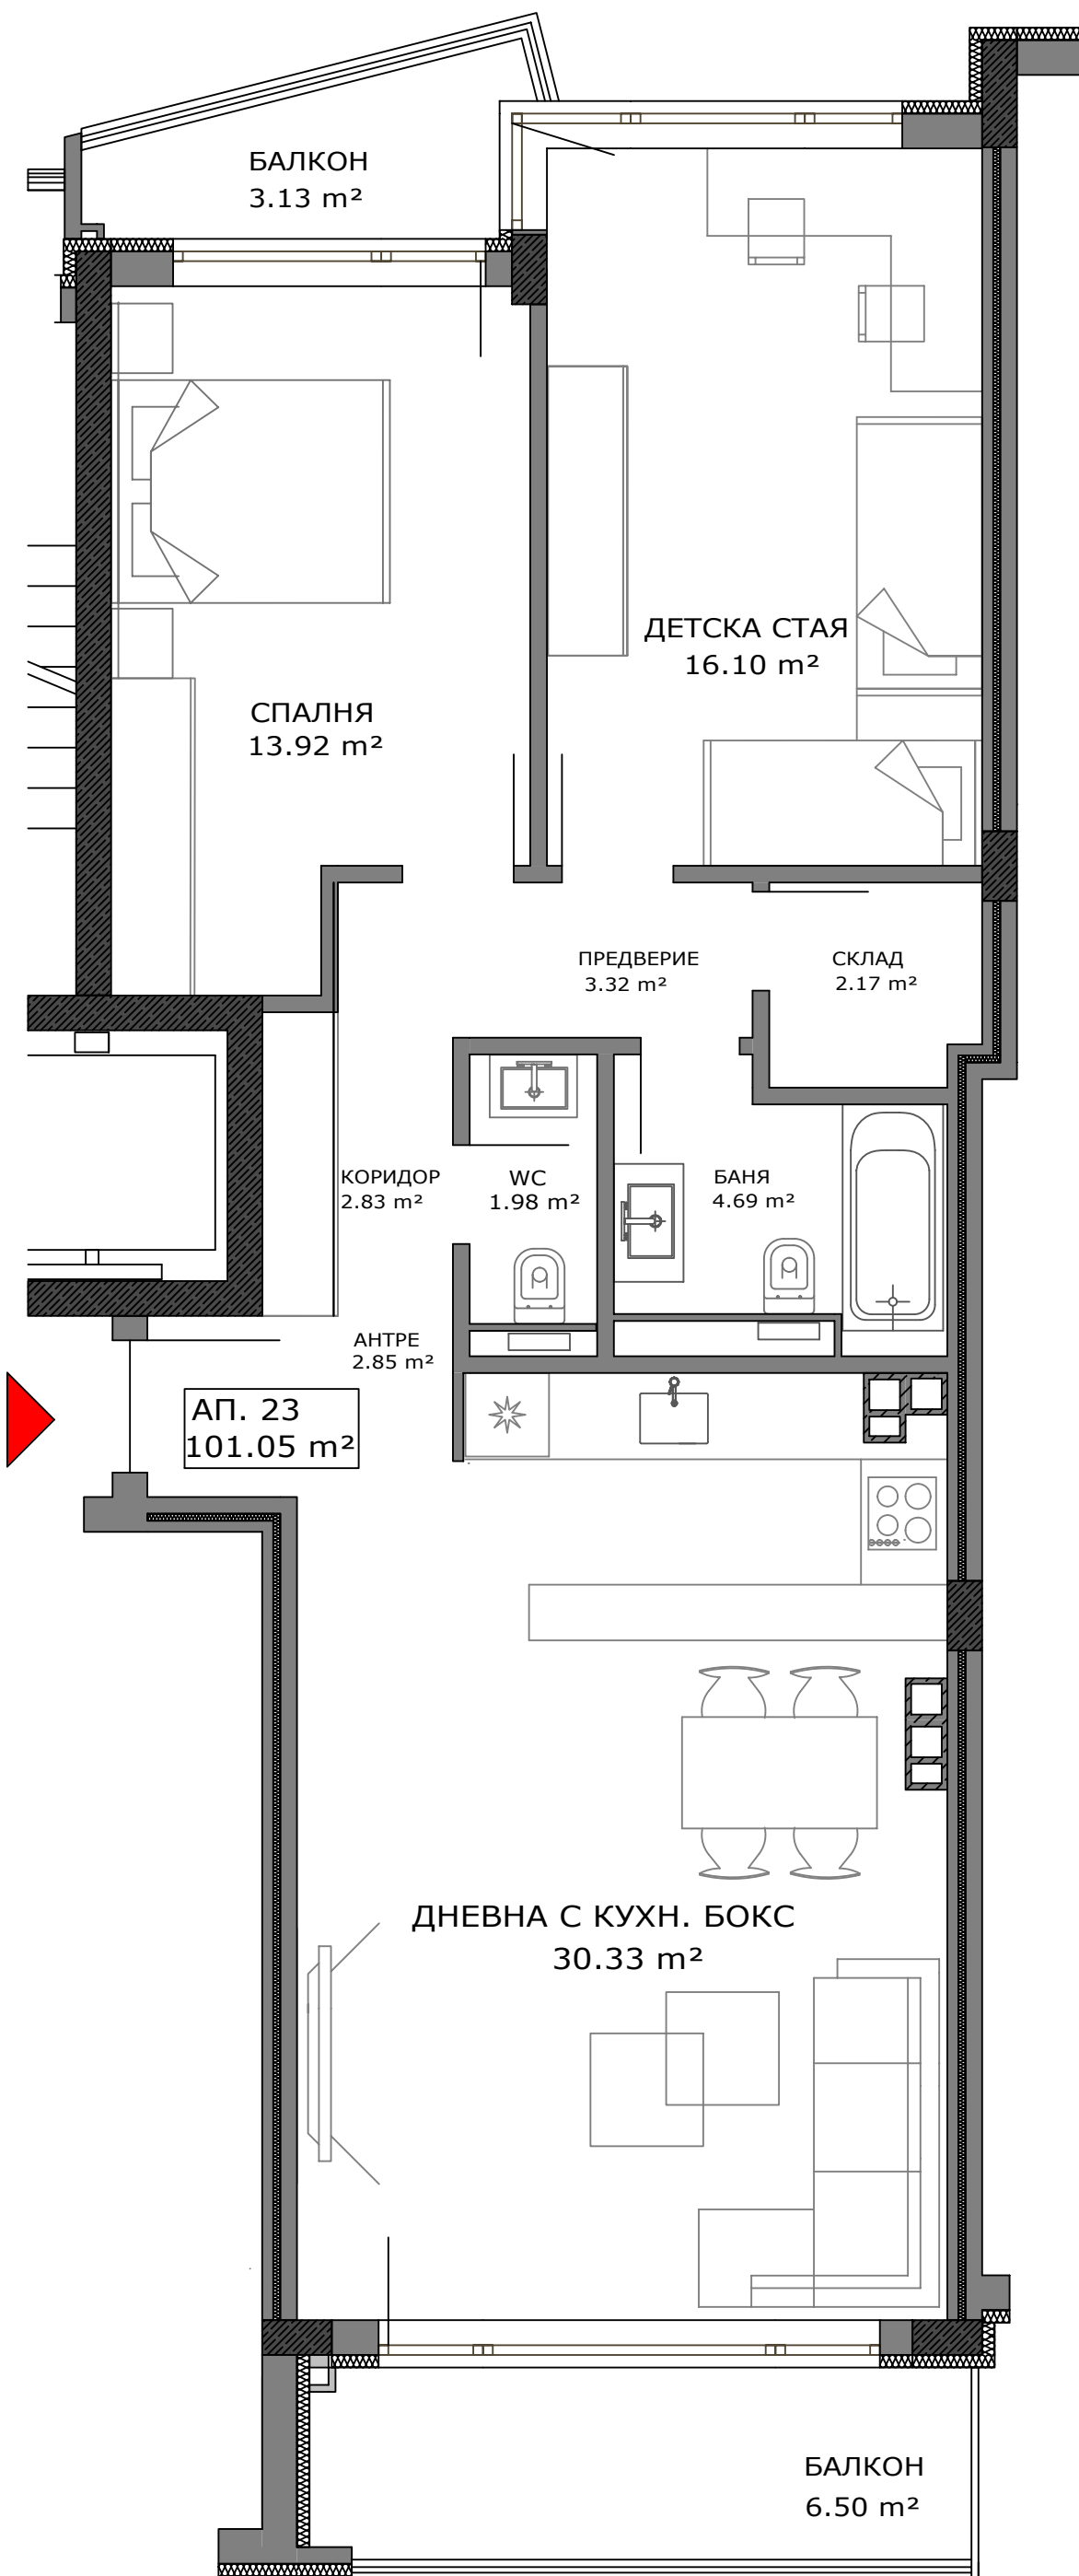 БАЛКОН
3.13 m²
ДЕТСКА СТАЯ
16.10 m²
СПАЛНЯ
13.92 m²
ПРЕДВЕРИЕ
3.32 m²
СКЛАД
2.17 m²
КОРИДОР
2.83 m²
WC
1.98 m²
БАНЯ
4.69 m²
АНТРЕ
2.85 m²
АП. 23
101.05 m²
ДНЕВНА С КУХН. БОКС
30.33 m²
БАЛКОН
6.50 m²